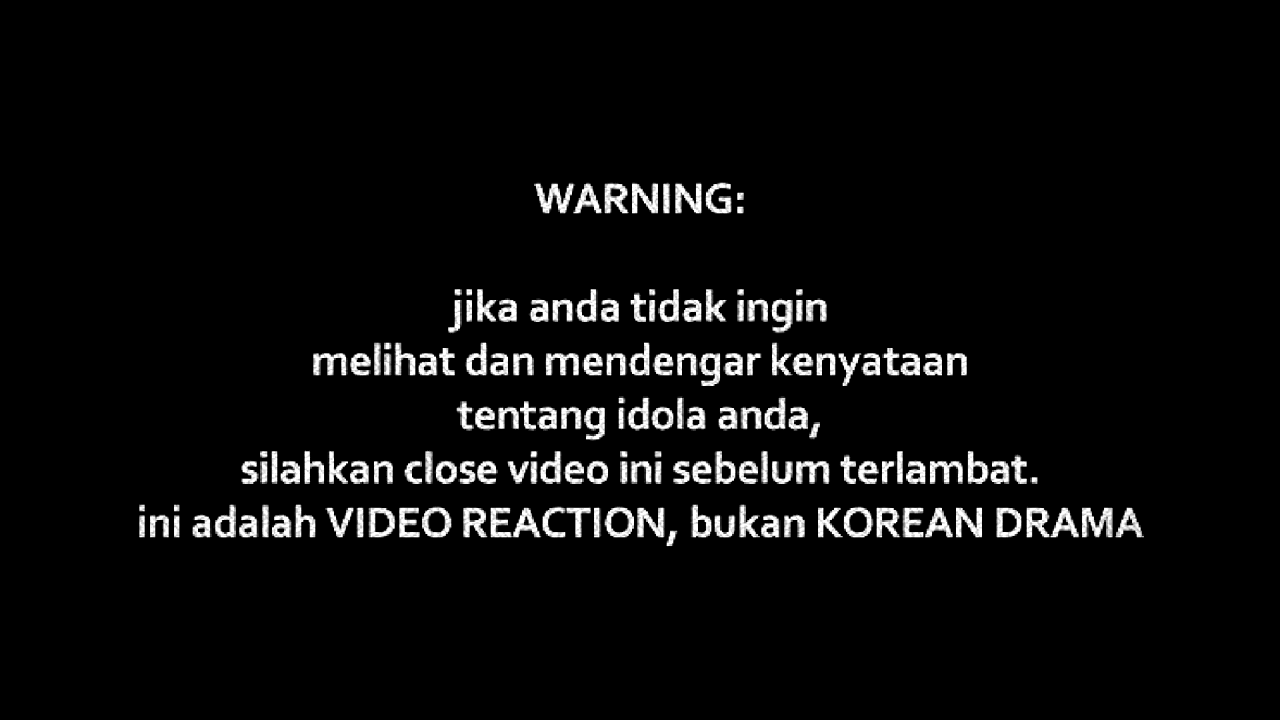 WARNING:
jika anda tidak ingin
melihat dan mendengar kenyataan
tentang idola anda,
silahkan close video ini sebelum terlambat.
ini adalah VIDEO REACTION, bukan KOREAN DRAMA